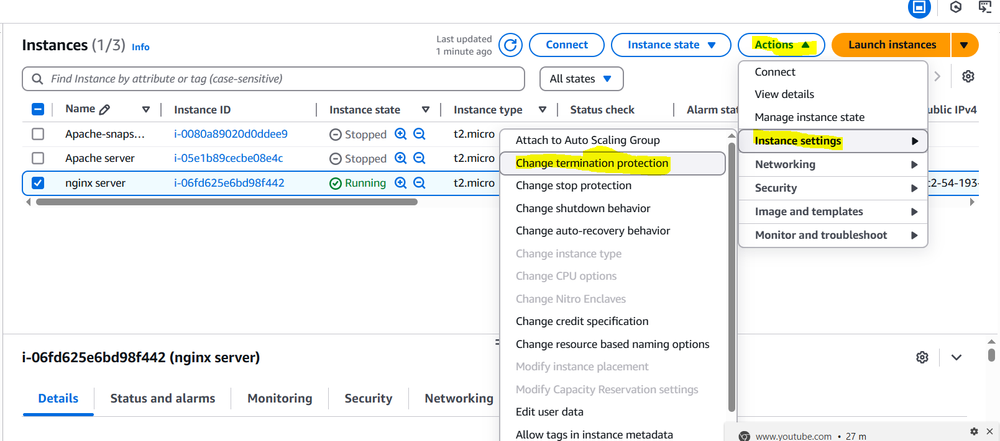 Instances (1/3) Info
Last updated
1 minute ago
Connect
Instance state
Actions
Launch instances
Find Instance by attribute or tag (case-sensitive)
All states
Name
Instance ID
Instance state
Instance type
Status check
Alarm stat
ublic IPv4
Apache-snaps...
i-0080a89020d0ddee9
Stopped
t2.micro
Apache server
i-05e1b89cecbe08e4c
Stopped
t2.micro
nginx server
i-06fd625e6bd98f442
Running
t2.micro
c2-54-193-
Connect
View details
Manage instance state
Instance settings
Networking
Security
Image and templates
Monitor and troubleshoot
Attach to Auto Scaling Group
Change termination protection
Change stop protection
Change shutdown behavior
Change auto-recovery behavior
Change instance type
Change CPU options
Change Nitro Enclaves
Change credit specification
Change resource based naming options
Modify instance placement
Modify Capacity Reservation settings
Edit user data
Allow tags in instance metadata
i-06fd625e6bd98f442 (nginx server)
Details
Status and alarms
Monitoring
Security
Networking
www.youtube.com • 27 m